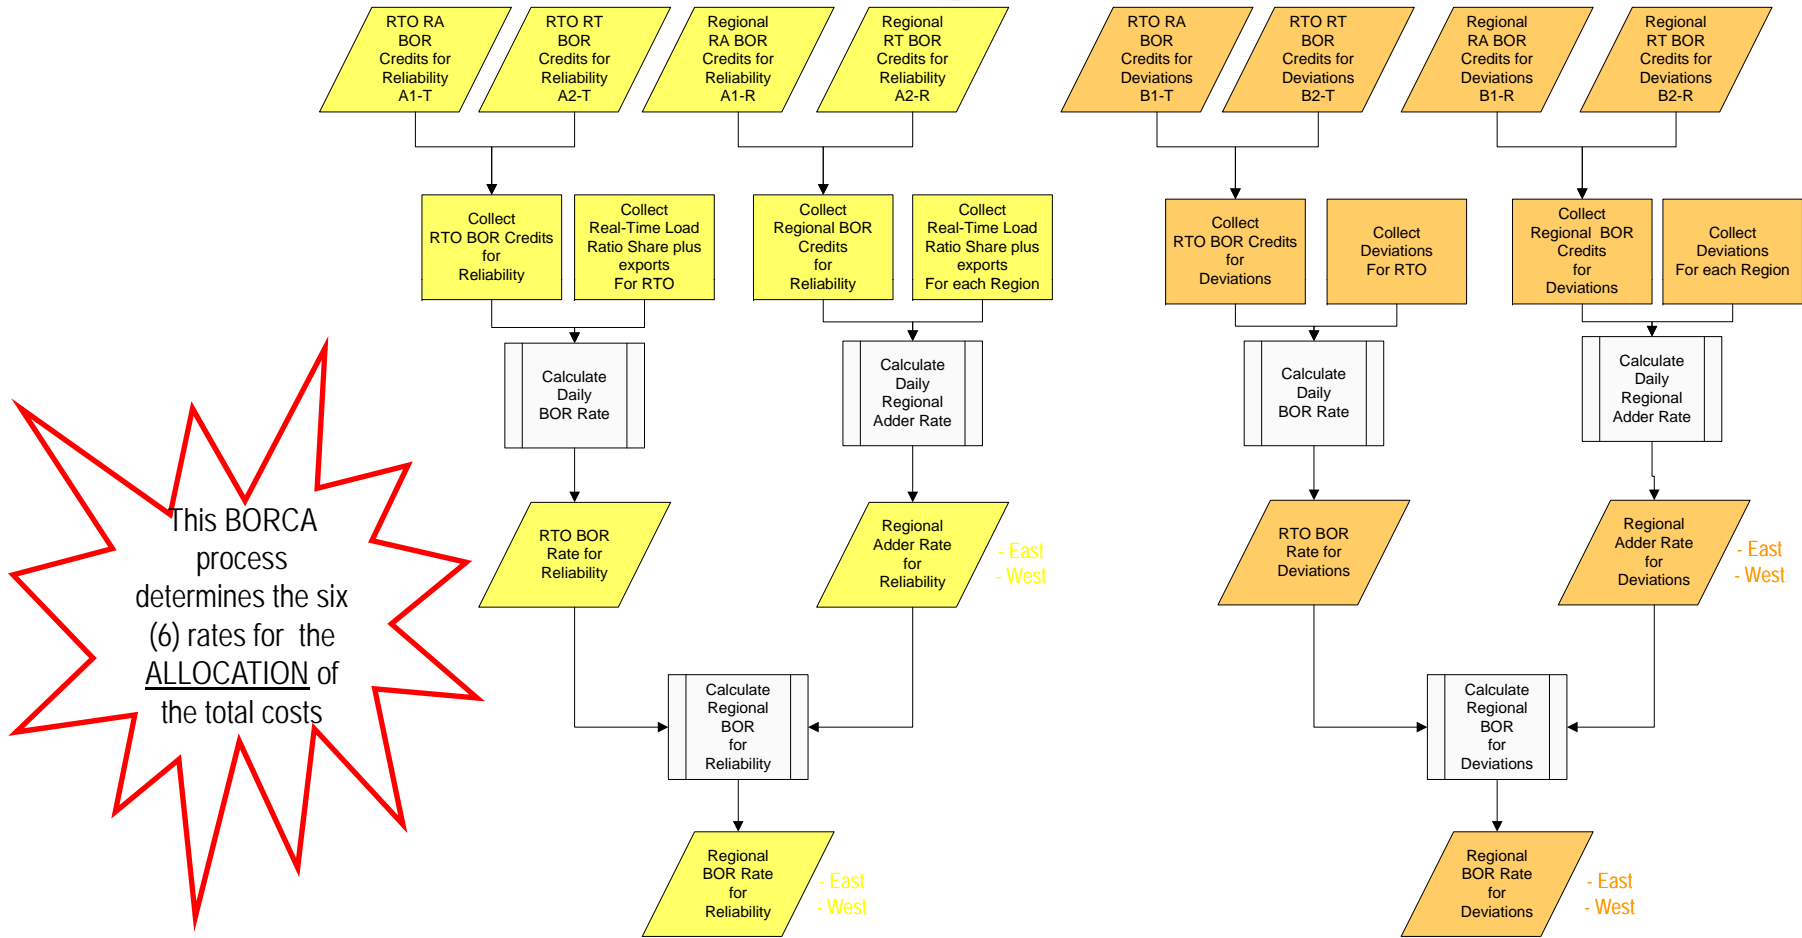 RTO RA
BOR
Credits for
Reliability
A1-T
RTO RT
BOR
Credits for
Reliability
A2-T
Regional
RA BOR
Credits for
Reliability
A1-R
Regional
RT BOR
Credits for
Reliability
A2-R
RTO RA
BOR
Credits for
Deviations
B1-T
RTO RT
BOR
Credits for
Deviations
B2-T
Regional
RA BOR
Credits for
Deviations
B1-R
Regional
RT BOR
Credits for
Deviations
B2-R
Collect
RTO BOR Credits
for
Reliability
Collect
Real-Time Load
Ratio Share plus
exports
For RTO
Collect
Regional BOR
Credits
for
Reliability
Collect
Real-Time Load
Ratio Share plus
exports
For each Region
Collect
RTO BOR Credits
for
Deviations
Collect
Deviations
For RTO
Collect
Regional BOR
Credits
for
Deviations
Collect
Deviations
For each Region
Calculate
Daily
BOR Rate
Calculate
Daily
Regional
Adder Rate
Calculate
Daily
BOR Rate
Calculate
Daily
Regional
Adder Rate
This BORCA
process
determines the six
(6) rates for the
ALLOCATION of
the total costs
RTO BOR
Rate for
Reliability
Regional
Adder Rate
for
Reliability
- East
- West
RTO BOR
Rate for
Deviations
Regional
Adder Rate
for
Deviations
- East
- West
Calculate
Regional
BOR
for
Reliability
Calculate
Regional
BOR
for
Deviations
Regional
BOR Rate
for
Reliability
- East
- West
Regional
BOR Rate
for
Deviations
- East
- West